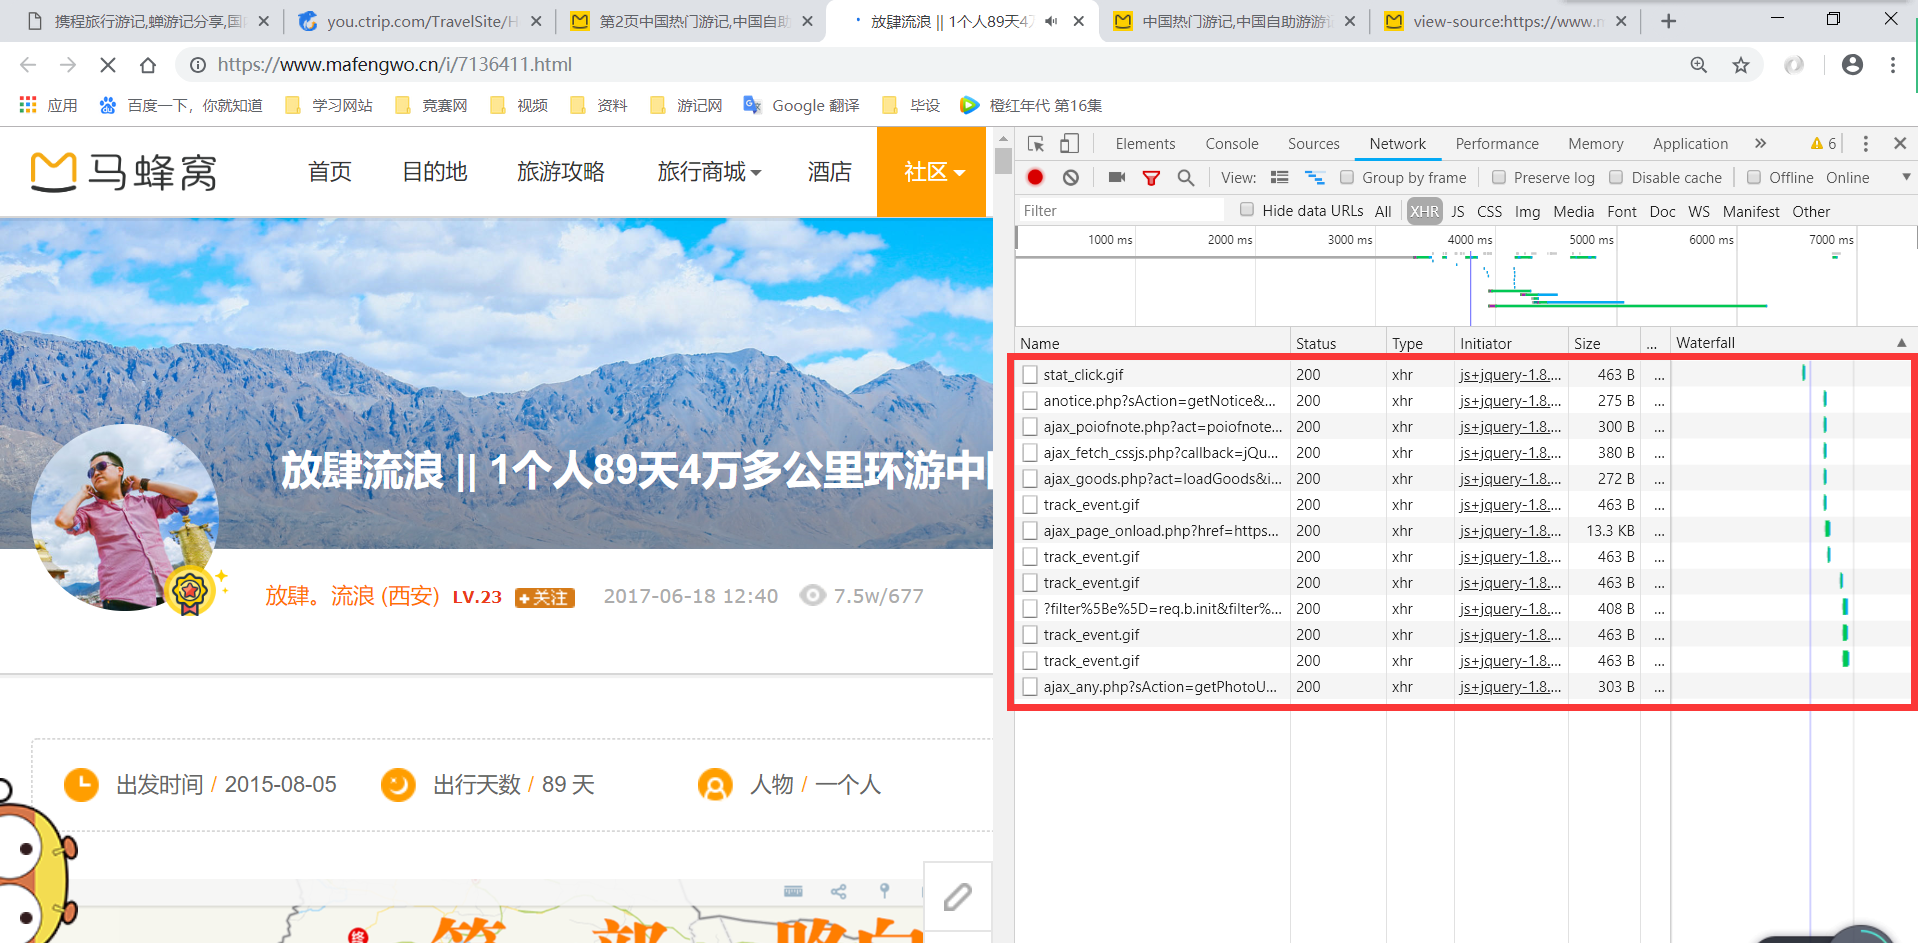 携程旅行游记,蝉游记分享,国
you.ctrip.com/TravelSite/H
第2页中国热门游记,中国自助
放肆流浪 || 1个人89天4万
中国热门游记,中国自助游游记
view-source:https://www.m
https://www.mafengwo.cn/i/7136411.html
应用 百度一下，你就知道 学习网站 竞赛网 视频 资料 游记网 Google 翻译 毕设 橙红年代 第16集
马蜂窝 首页 目的地 旅游攻略 旅行商城 酒店 社区
放肆流浪 || 1个人89天4万多公里环游中
放肆。流浪 (西安) LV.23 关注 2017-06-18 12:40 7.5w/677
出发时间 / 2015-08-05 出行天数 / 89 天 人物 / 一个人
终
第一部
Elements Console Sources Network Performance Memory Application » 6
View: Group by frame Preserve log Disable cache Offline Online
Filter Hide data URLs All XHR JS CSS Img Media Font Doc WS Manifest Other
1000 ms 2000 ms 3000 ms 4000 ms 5000 ms 6000 ms 7000 ms
Name Status Type Initiator Size ... Waterfall
stat_click.gif 200 xhr js+jquery-1.8.... 463 B ...
anotice.php?sAction=getNotice&... 200 xhr js+jquery-1.8.... 275 B ...
ajax_poiofnote.php?act=poiofnote... 200 xhr js+jquery-1.8.... 300 B ...
ajax_fetch_cssjs.php?callback=jQu... 200 xhr js+jquery-1.8.... 380 B ...
ajax_goods.php?act=loadGoods&i... 200 xhr js+jquery-1.8.... 272 B ...
track_event.gif 200 xhr js+jquery-1.8.... 463 B ...
ajax_page_onload.php?href=https... 200 xhr js+jquery-1.8.... 13.3 KB ...
track_event.gif 200 xhr js+jquery-1.8.... 463 B ...
track_event.gif 200 xhr js+jquery-1.8.... 463 B ...
?filter%5Be%5D=req.b.init&filter%... 200 xhr js+jquery-1.8.... 408 B ...
track_event.gif 200 xhr js+jquery-1.8.... 463 B ...
track_event.gif 200 xhr js+jquery-1.8.... 463 B ...
ajax_any.php?sAction=getPhotoU... 200 xhr js+jquery-1.8.... 303 B ...